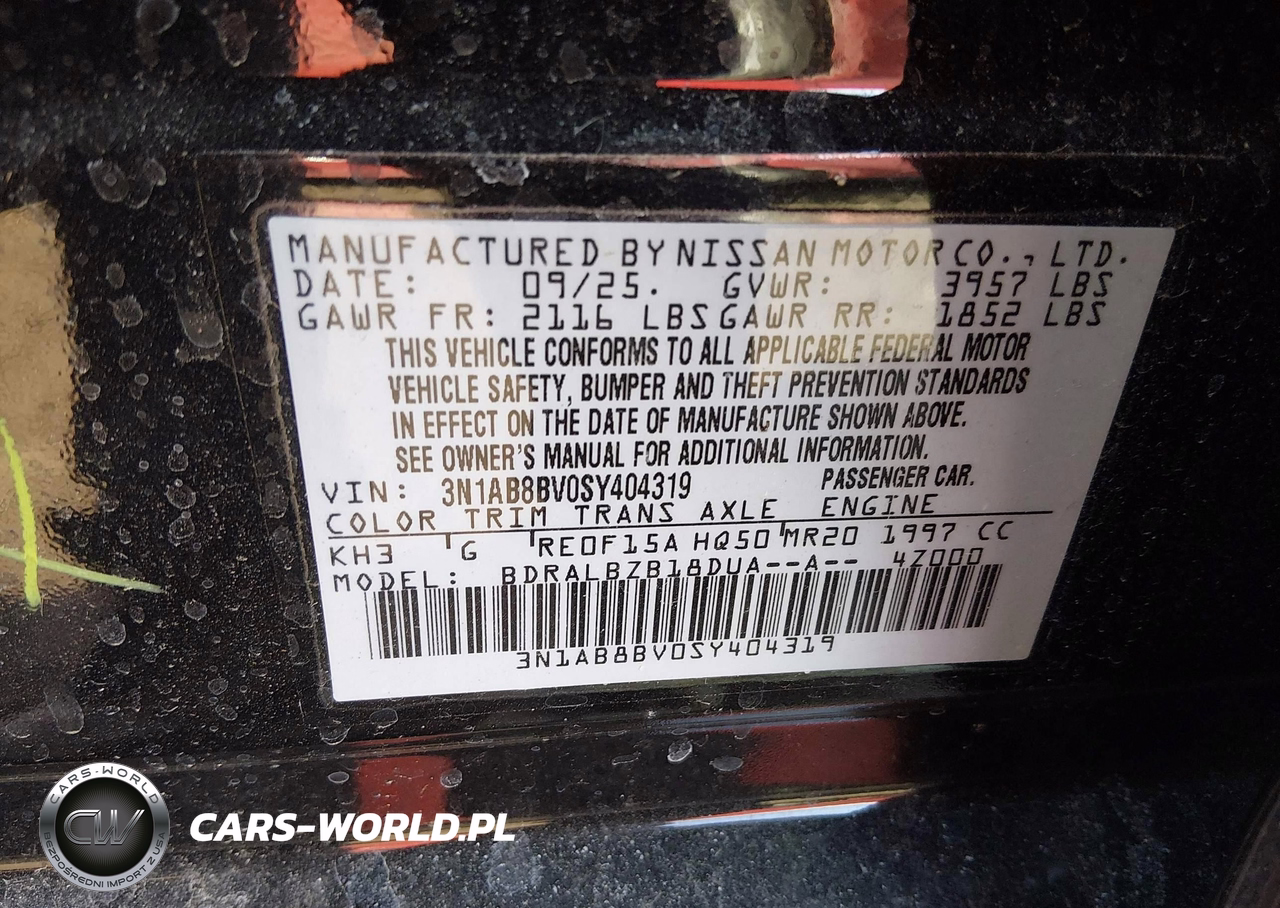 MANUFACTURED BY NISSAN MOTOR CO., LTD.
DATE: 09/25. GVWR: 3957 LBS
GAWR FR: 2116 LBS GAWR RR: 1852 LBS
THIS VEHICLE CONFORMS TO ALL APPLICABLE FEDERAL MOTOR
VEHICLE SAFETY, BUMPER AND THEFT PREVENTION STANDARDS
IN EFFECT ON THE DATE OF MANUFACTURE SHOWN ABOVE.
SEE OWNER'S MANUAL FOR ADDITIONAL INFORMATION.
VIN: 3N1AB8BV0SY404319 PASSENGER CAR.
COLOR TRIM TRANS AXLE ENGINE
KH3 G RE0F15A HQ50 MR20 1997 CC
MODEL: BDRALBZB18DUA--A-- 4Z000
3N1AB8BV0SY404319
CARS-WORLD
CW
BEZPOŚREDNI IMPORT Z USA
CARS-WORLD.PL